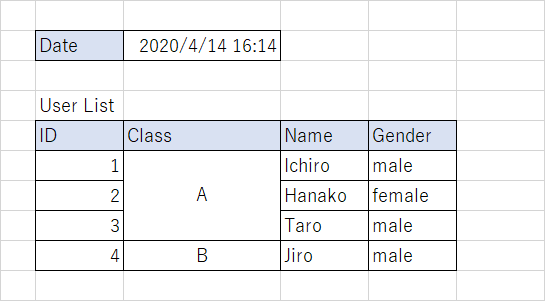 Date 2020/4/14 16:14
User List
ID Class Name Gender
1 A Ichiro male
2 Hanako female
3 Taro male
4 B Jiro male